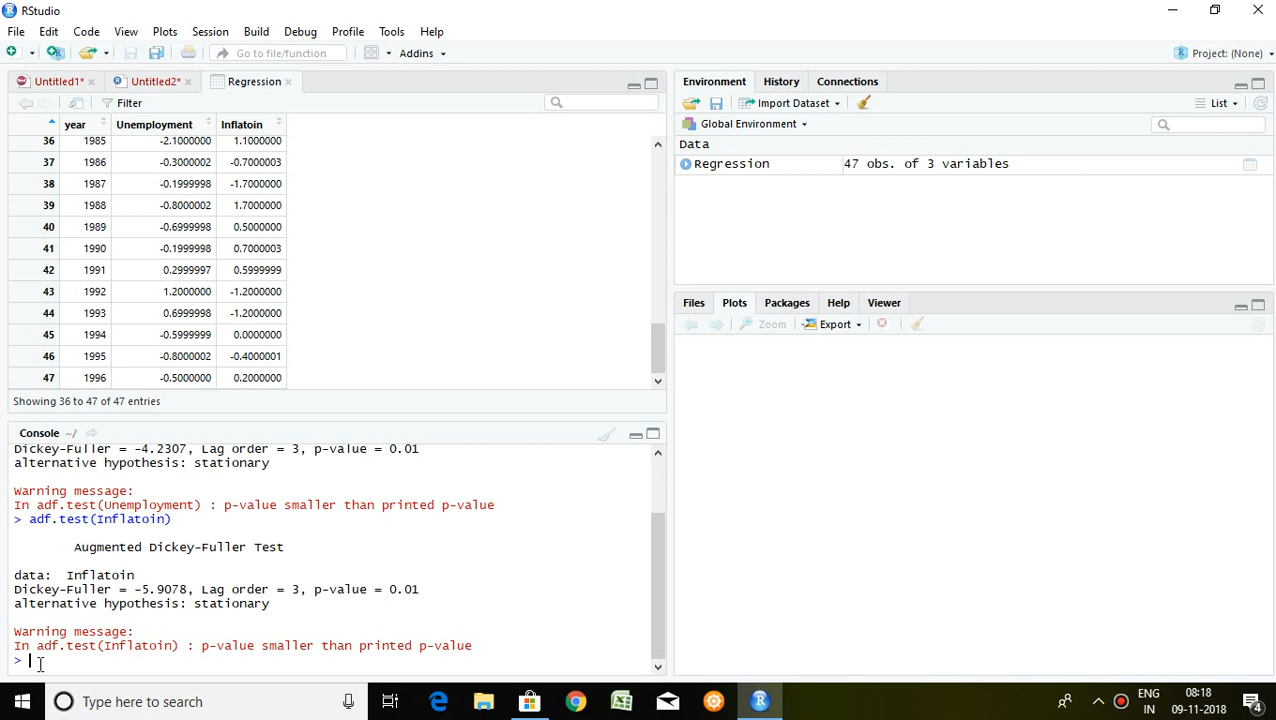 RStudio
File Edit Code View Plots Session Build Debug Profile Tools Help
Go to file/function Addins Project: (None)
Untitled1* Untitled2* Regression
Filter
year Unemployment Inflatoin
36 1985 -2.1000000 1.1000000
37 1986 -0.3000002 -0.7000003
38 1987 -0.1999998 -1.7000000
39 1988 -0.8000002 1.7000000
40 1989 -0.6999998 0.5000000
41 1990 -0.1999998 0.7000003
42 1991 0.2999997 0.5999999
43 1992 1.2000000 -1.2000000
44 1993 0.6999998 -1.2000000
45 1994 -0.5999999 0.0000000
46 1995 -0.8000002 -0.4000001
47 1996 -0.5000000 0.2000000
Showing 36 to 47 of 47 entries
Console ~/
Dickey-Fuller = -4.2307, Lag order = 3, p-value = 0.01
alternative hypothesis: stationary
Warning message:
In adf.test(Unemployment) : p-value smaller than printed p-value
> adf.test(Inflatoin)
Augmented Dickey-Fuller Test
data: Inflatoin
Dickey-Fuller = -5.9078, Lag order = 3, p-value = 0.01
alternative hypothesis: stationary
Warning message:
In adf.test(Inflatoin) : p-value smaller than printed p-value
>
Environment History Connections
Import Dataset List
Global Environment
Data
Regression 47 obs. of 3 variables
Files Plots Packages Help Viewer
Zoom Export
Type here to search
ENG 08:18
IN 09-11-2018
4